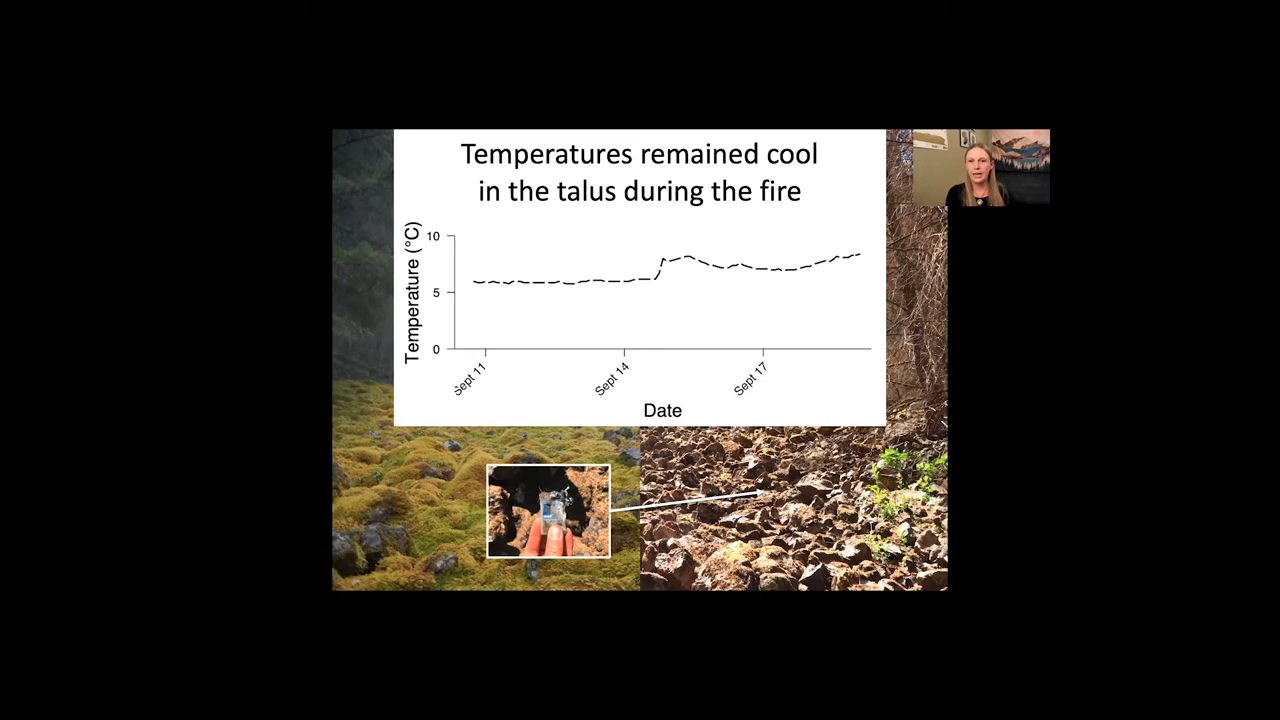 Temperatures remained cool
in the talus during the fire
Temperature (°C)
10
5
0
Sept 11
Sept 14
Sept 17
Date